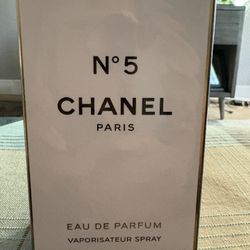 N°5
CHANEL
PARIS
EAU DE PARFUM
VAPORISATEUR SPRAY